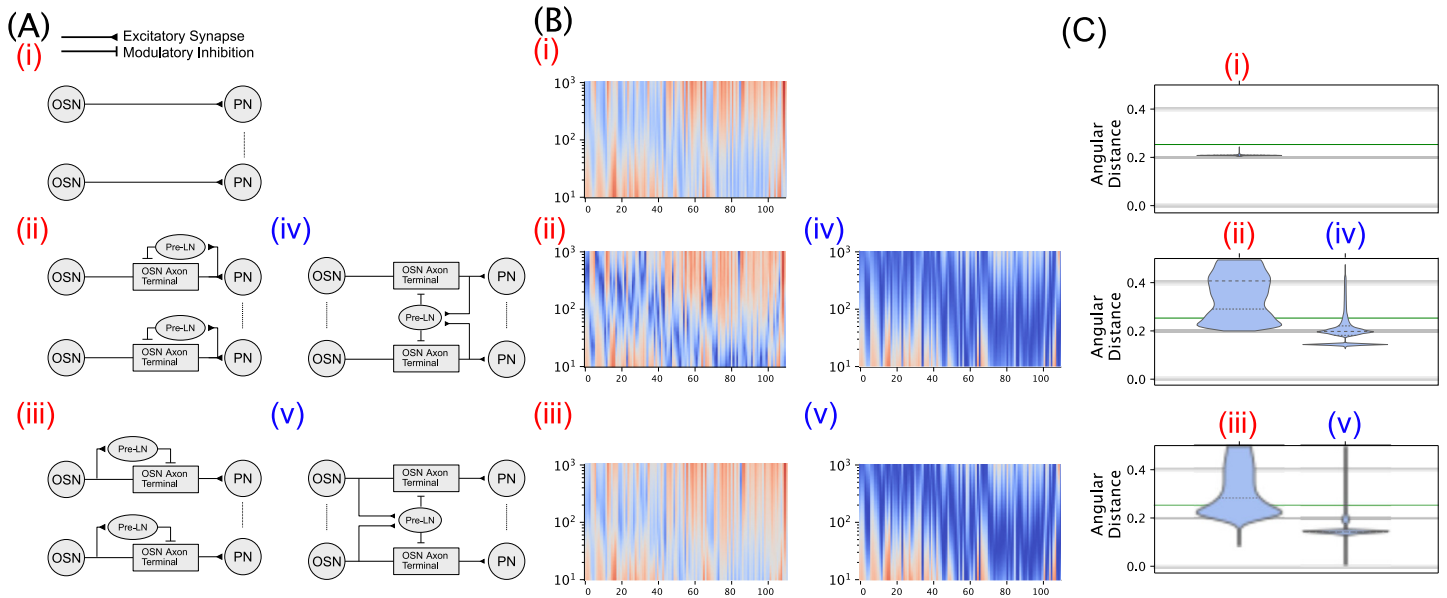 (A)
Excitatory Synapse
Modulatory Inhibition
(i)
OSN PN
OSN PN
(ii)
Pre-LN
OSN OSN Axon Terminal PN
Pre-LN
OSN OSN Axon Terminal PN
(iv)
OSN OSN Axon Terminal PN
Pre-LN
OSN OSN Axon Terminal PN
(iii)
Pre-LN
OSN OSN Axon Terminal PN
Pre-LN
OSN OSN Axon Terminal PN
(v)
OSN OSN Axon Terminal PN
Pre-LN
OSN OSN Axon Terminal PN
(B)
(i)
10³
10²
10¹
0 20 40 60 80 100
(ii)
10³
10²
10¹
0 20 40 60 80 100
(iv)
10³
10²
10¹
0 20 40 60 80 100
(iii)
10³
10²
10¹
0 20 40 60 80 100
(v)
10³
10²
10¹
0 20 40 60 80 100
(C)
(i)
Angular
Distance
0.4
0.2
0.0
(ii) (iv)
Angular
Distance
0.4
0.2
0.0
(iii) (v)
Angular
Distance
0.4
0.2
0.0